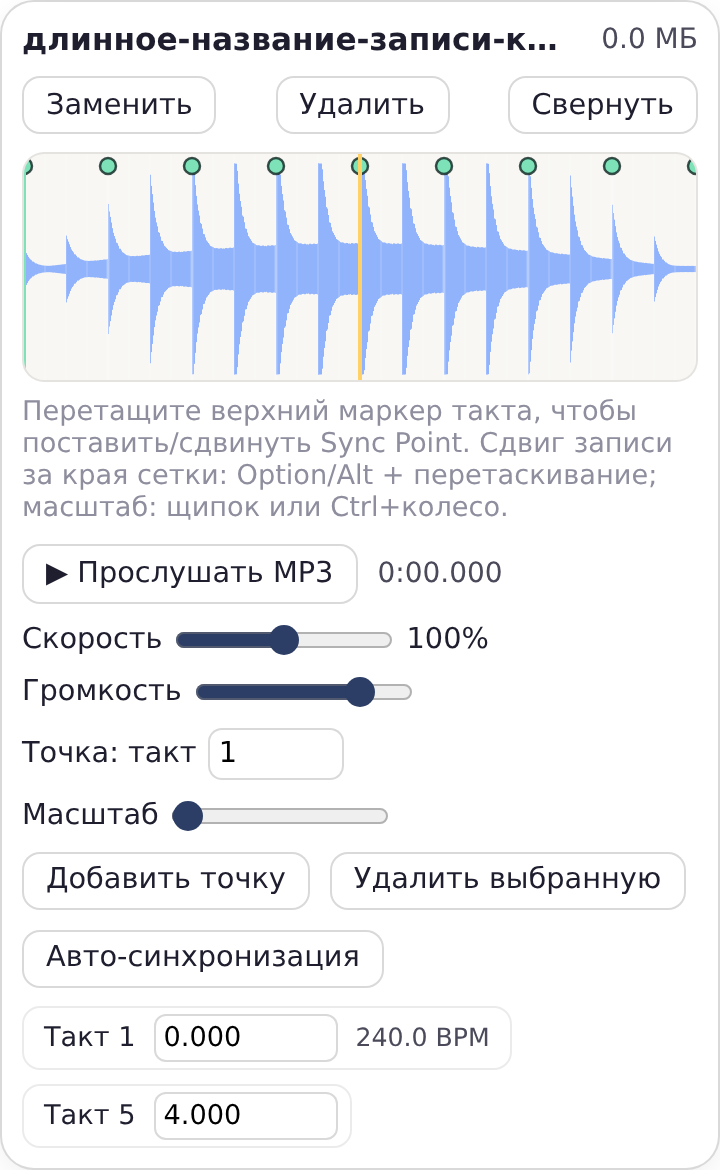 длинное-название-записи-к… 0.0 МБ
Заменить Удалить Свернуть
Перетащите верхний маркер такта, чтобы
поставить/сдвинуть Sync Point. Сдвиг записи
за края сетки: Option/Alt + перетаскивание;
масштаб: щипок или Ctrl+колесо.
▶ Прослушать MP3 0:00.000
Скорость 100%
Громкость
Точка: такт 1
Масштаб
Добавить точку Удалить выбранную
Авто-синхронизация
Такт 1 0.000 240.0 BPM
Такт 5 4.000